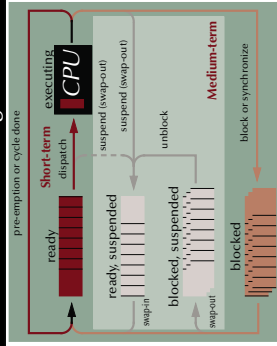 pre-emption or cycle done
ready
Short-term
dispatch
executing
CPU
suspend (swap-out)
suspend (swap-out)
ready, suspended
swap-in
unblock
Medium-term
blocked, suspended
swap-out
block or synchronize
blocked